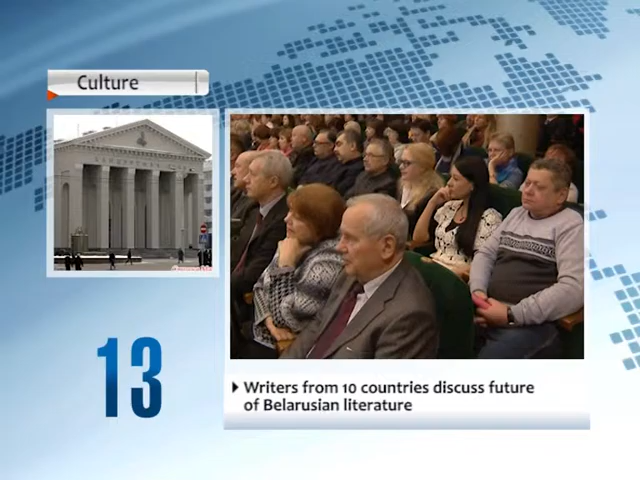 Culture
13
Writers from 10 countries discuss future
of Belarusian literature